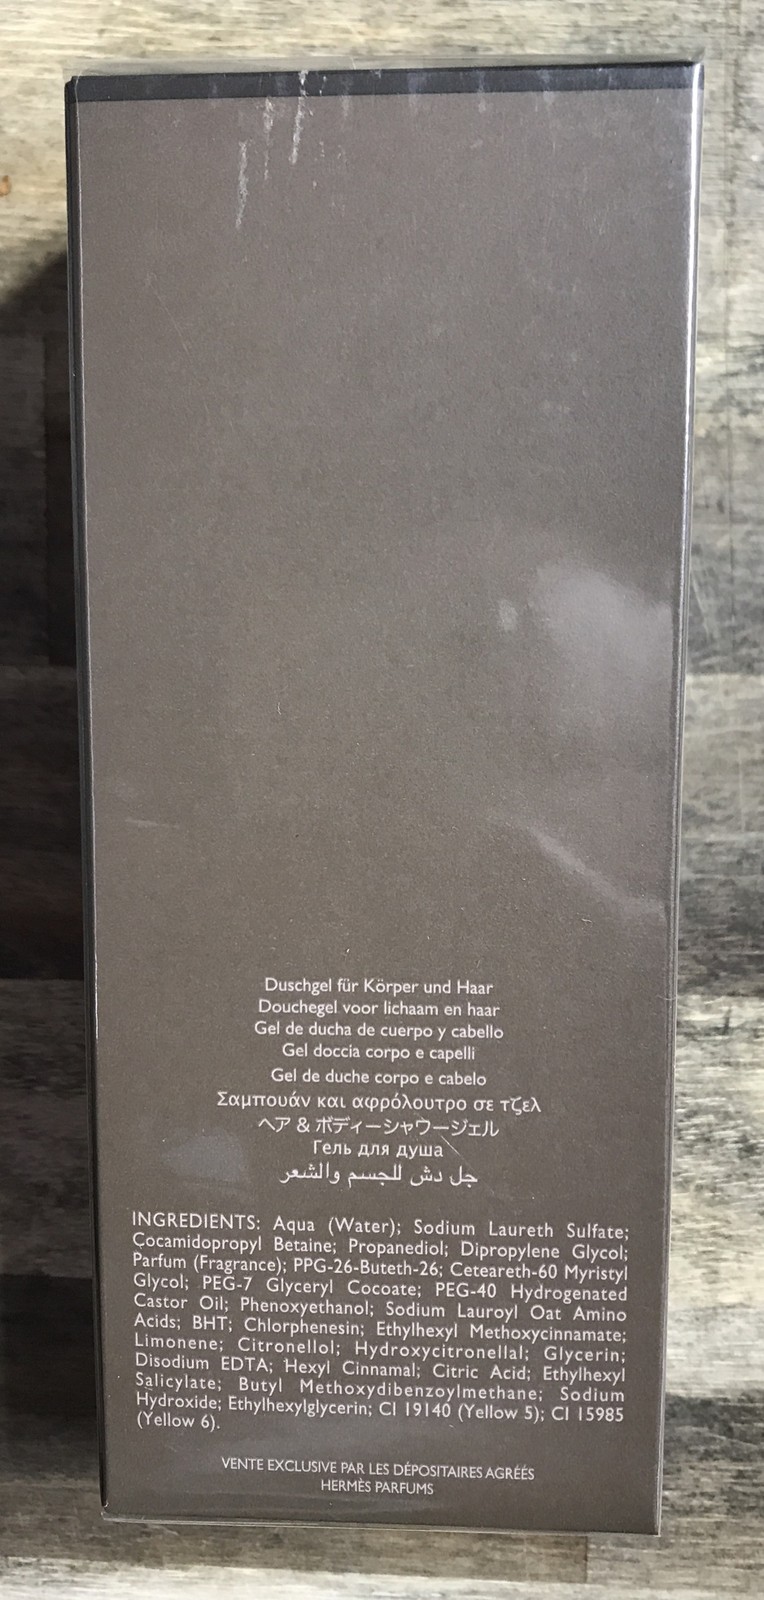 Duschgel für Körper und Haar
Douchegel voor lichaam en haar
Gel de ducha de cuerpo y cabello
Gel doccia corpo e capelli
Gel de duche corpo e cabelo
Σαμπουάν και αφρόλουτρο σε τζελ
ヘア & ボディーシャワージェル
Гель для душа
جل دش للجسم والشعر
INGREDIENTS: Aqua (Water); Sodium Laureth Sulfate;
Cocamidopropyl Betaine; Propanediol; Dipropylene Glycol;
Parfum (Fragrance); PPG-26-Buteth-26; Ceteareth-60 Myristyl
Glycol; PEG-7 Glyceryl Cocoate; PEG-40 Hydrogenated
Castor Oil; Phenoxyethanol; Sodium Lauroyl Oat Amino
Acids; BHT; Chlorphenesin; Ethylhexyl Methoxycinnamate;
Limonene; Citronellol; Hydroxycitronellal; Glycerin;
Disodium EDTA; Hexyl Cinnamal; Citric Acid; Ethylhexyl
Salicylate; Butyl Methoxydibenzoylmethane; Sodium
Hydroxide; Ethylhexylglycerin; CI 19140 (Yellow 5); CI 15985
(Yellow 6).
VENTE EXCLUSIVE PAR LES DÉPOSITAIRES AGRÉÉS
HERMÈS PARFUMS